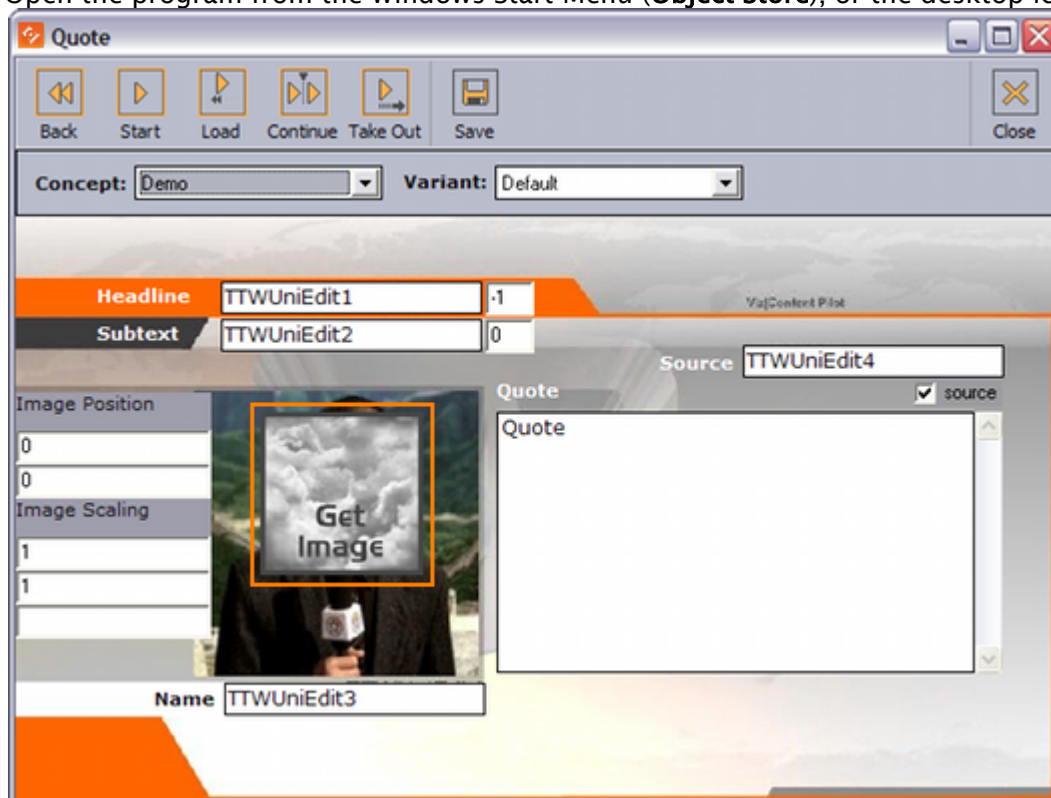 Open the program from the Windows Start Menu (Object Store), or the desktop
Quote
Back Start Load Continue Take Out Save Close
Concept: Demo Variant: Default
Headline TTWUniEdit1 -1
Viz|Content Pilot
Subtext TTWUniEdit2 0
Source TTWUniEdit4
Quote source
Image Position
Quote
0
0
Image Scaling
Get
Image
1
1
Name TTWUniEdit3